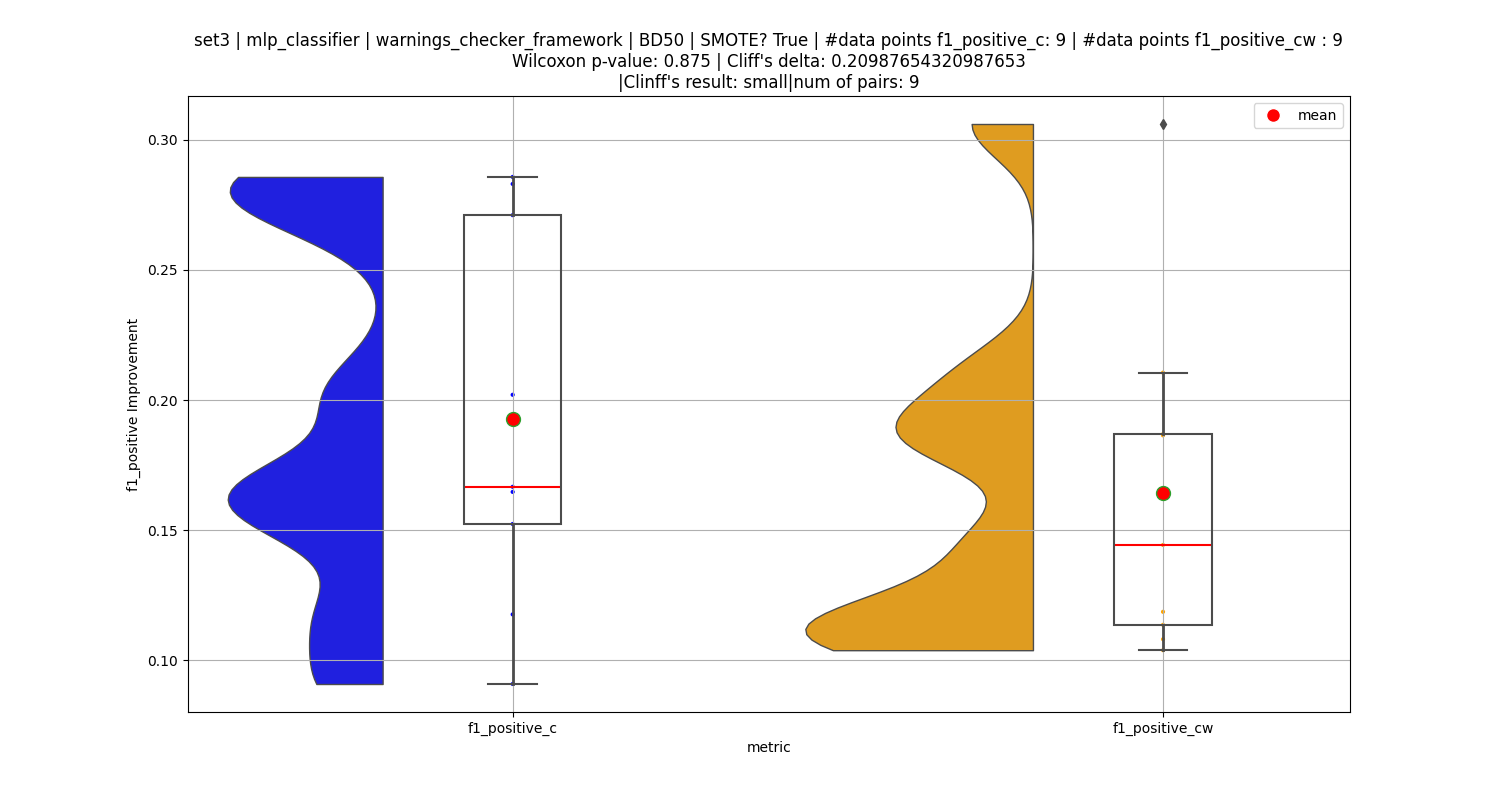 set3 | mlp_classifier | warnings_checker_framework | BD50 | SMOTE? True | #data points f1_positive_c: 9 | #data points f1_positive_cw : 9
Wilcoxon p-value: 0.875 | Cliff's delta: 0.20987654320987653
|Clinff's result: small|num of pairs: 9
mean
0.30
0.25
0.20
0.15
0.10
f1_positive Improvement
f1_positive_c
f1_positive_cw
metric